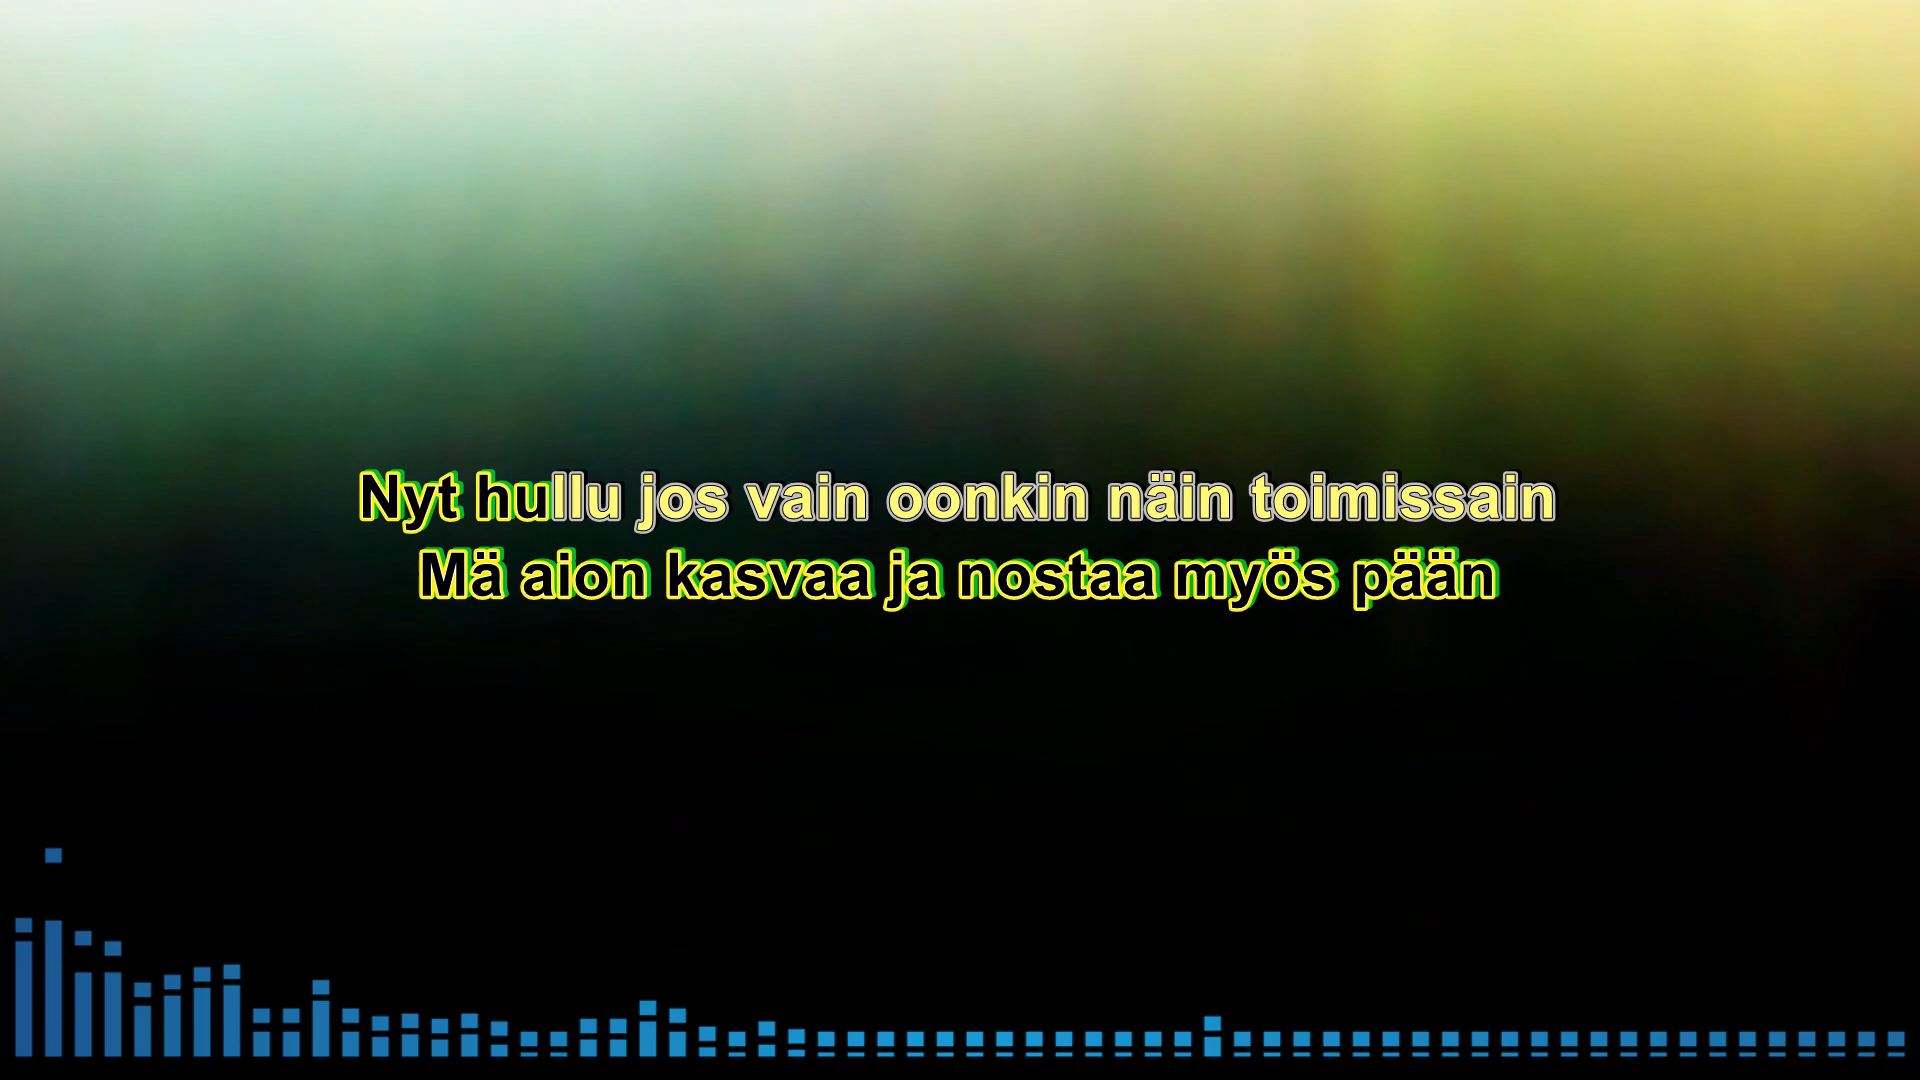 Nyt hullu jos vain oonkin näin toimissain
Mä aion kasvaa ja nostaa myös pään